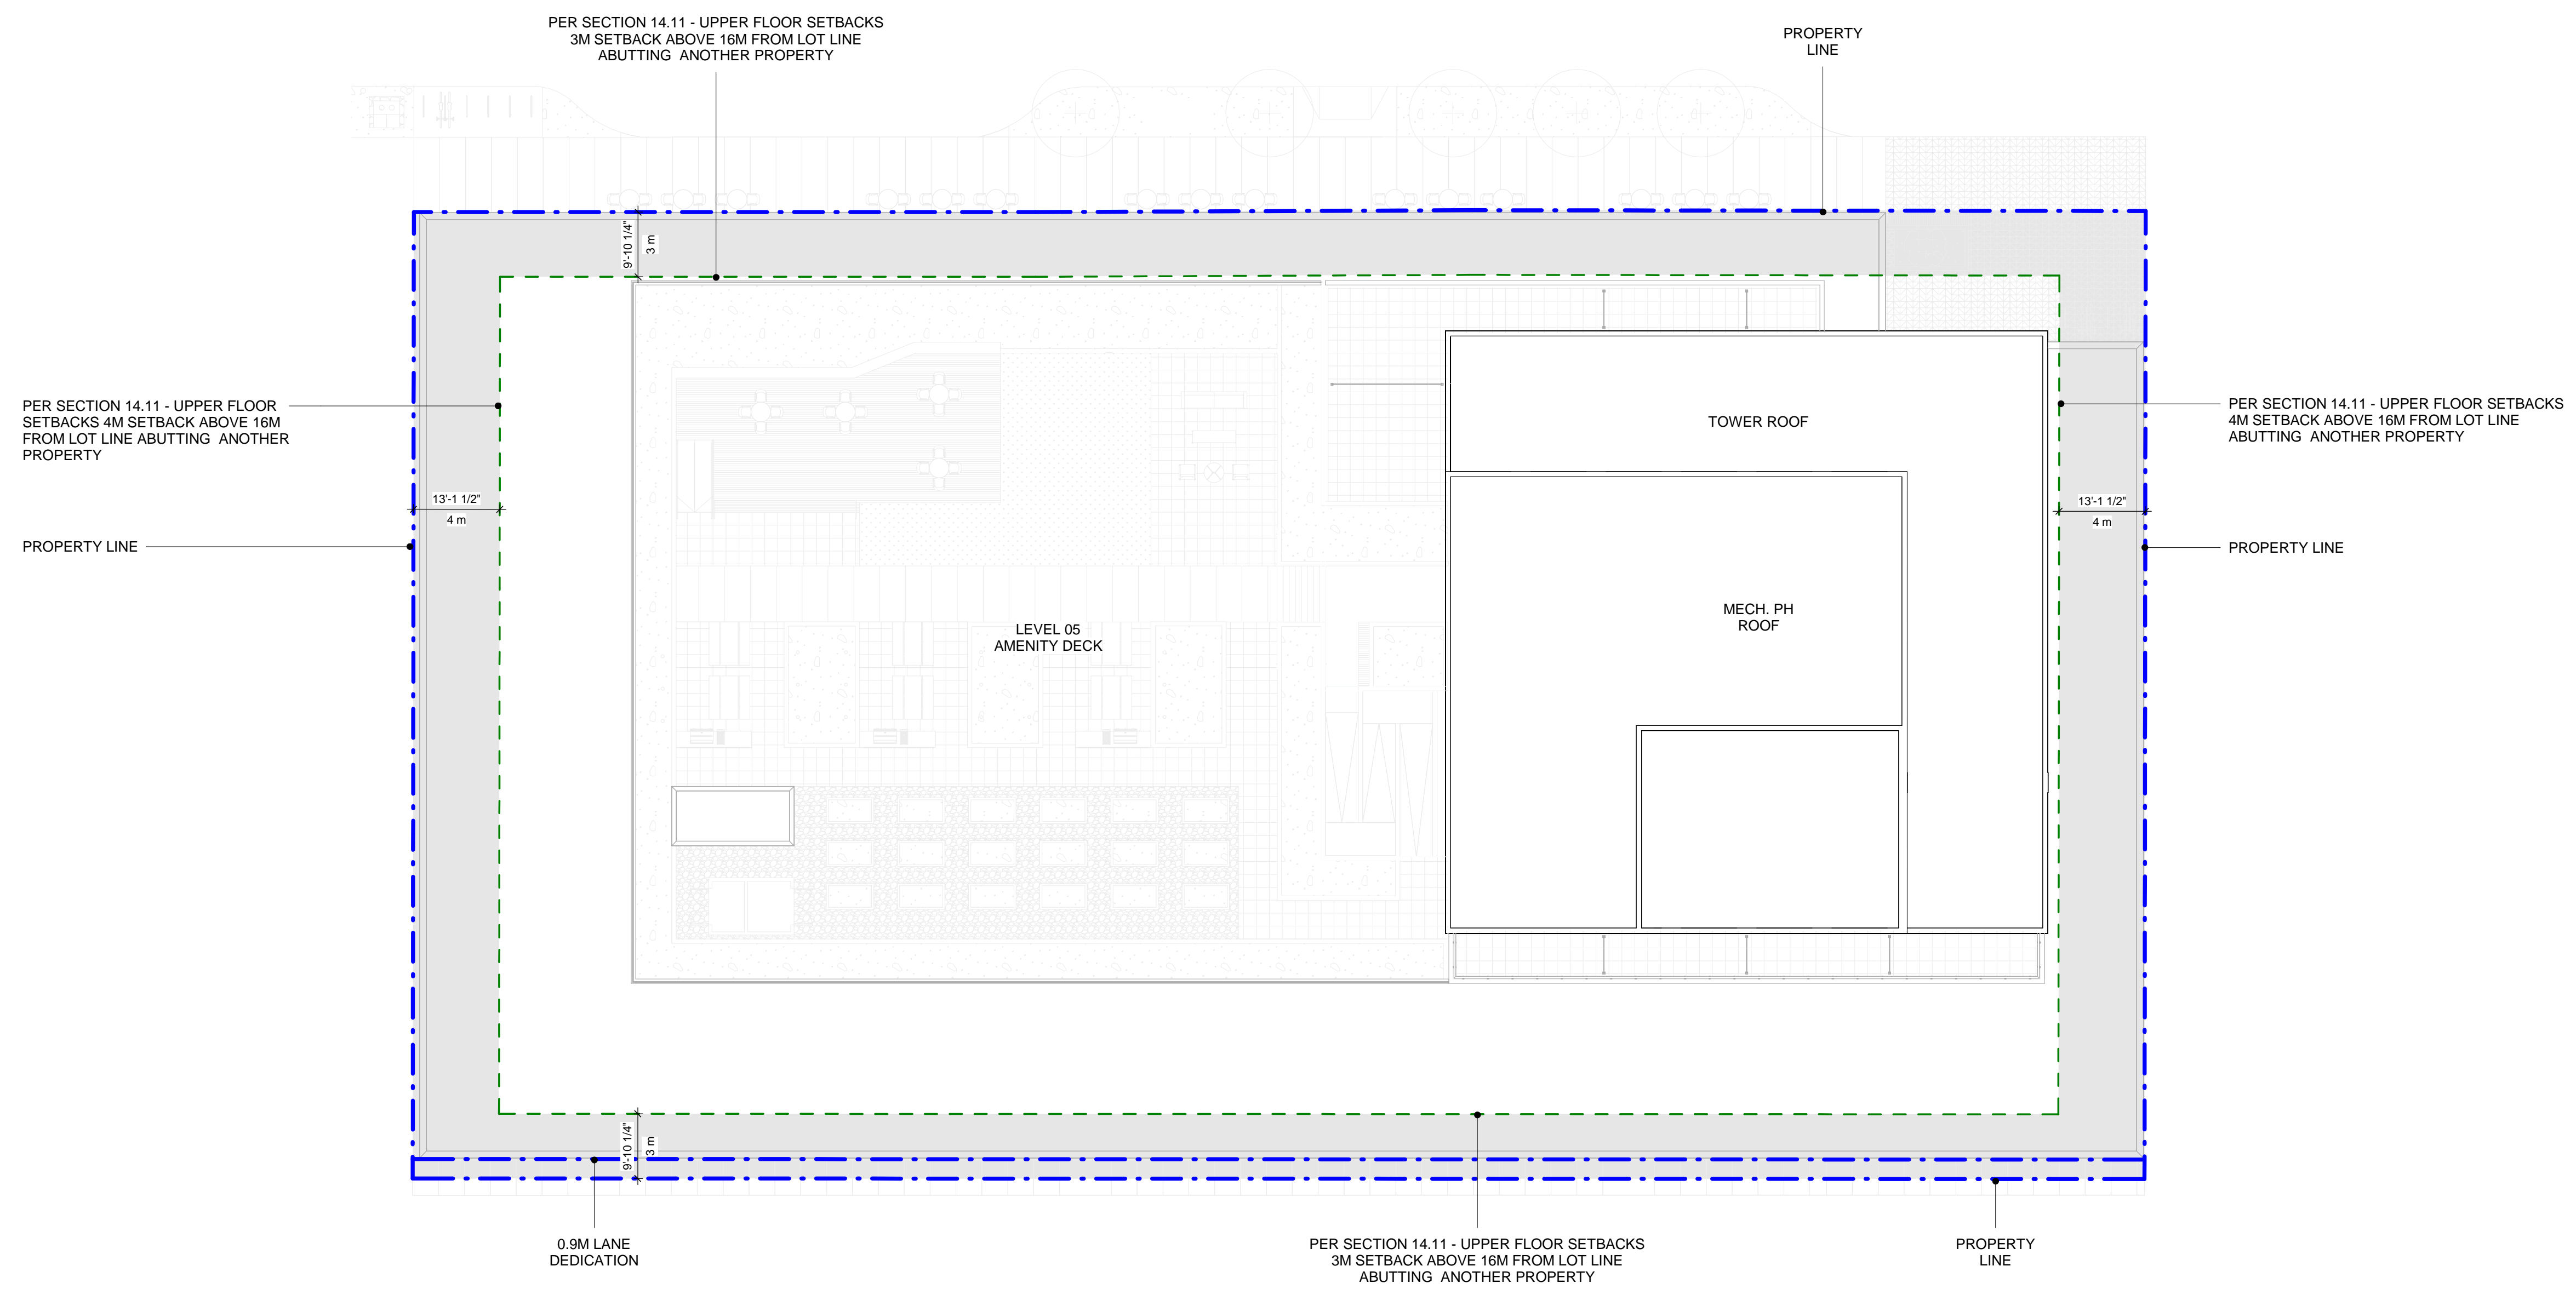 PER SECTION 14.11 - UPPER FLOOR SETBACKS
3M SETBACK ABOVE 16M FROM LOT LINE
ABUTTING  ANOTHER PROPERTY
PROPERTY
LINE
9'-10 1/4"
3 m
PER SECTION 14.11 - UPPER FLOOR
SETBACKS 4M SETBACK ABOVE 16M
FROM LOT LINE ABUTTING  ANOTHER
PROPERTY
13'-1 1/2"
4 m
PROPERTY LINE
TOWER ROOF
MECH. PH
ROOF
LEVEL 05
AMENITY DECK
PER SECTION 14.11 - UPPER FLOOR SETBACKS
4M SETBACK ABOVE 16M FROM LOT LINE
ABUTTING  ANOTHER PROPERTY
13'-1 1/2"
4 m
PROPERTY LINE
9'-10 1/4"
3 m
0.9M LANE
DEDICATION
PER SECTION 14.11 - UPPER FLOOR SETBACKS
3M SETBACK ABOVE 16M FROM LOT LINE
ABUTTING  ANOTHER PROPERTY
PROPERTY
LINE